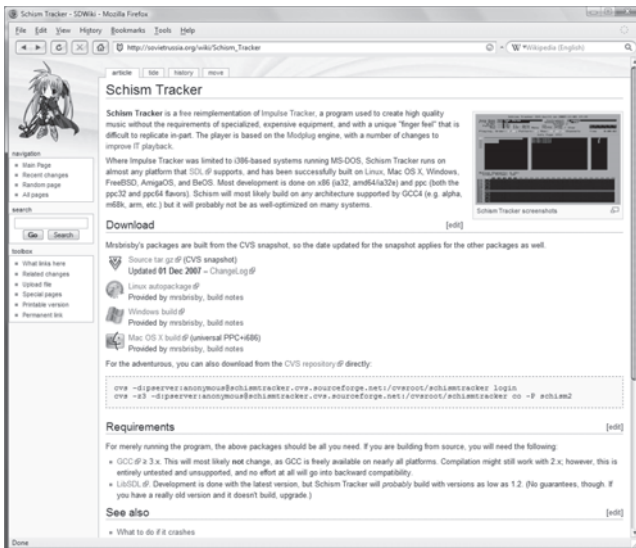 Schism Tracker - SDWiki - Mozilla Firefox
File Edit View History Bookmarks Tools Help
http://sovietrussia.org/wiki/Schism_Tracker
Wikipedia (English)
article
history
move
Schism Tracker
Schism Tracker is a free reimplementation of Impulse Tracker, a program used to create high quality
music without the requirements of specialized, expensive equipment, and with a unique "finger feel" that is
difficult to replicate in-part. The player is based on the Modplug engine, with a number of changes to
improve IT playback.
Where Impulse Tracker was limited to i386-based systems running MS-DOS, Schism Tracker runs on
almost any platform that SDL supports, and has been successfully built on Linux, Mac OS X, Windows,
FreeBSD, AmigaOS, and BeOS. Most development is done on x86 (ia32, amd64/ia32e) and ppc (both the
ppc32 and ppc64 flavors). Schism will most likely build on any architecture supported by GCC4 (e.g. alpha,
m68k, arm, etc.) but it will probably not be as well-optimized on many systems.
Schism Tracker screenshots
navigation
Main Page
Recent changes
Random page
All pages
search
Go Search
toolbox
What links here
Related changes
Upload file
Special pages
Printable version
Permanent link
Download [edit]
Mrsbrisby's packages are built from the CVS snapshot, so the date updated for the snapshot applies for the other packages as well.
Source tar.gz (CVS snapshot)
Updated 01 Dec 2007 – ChangeLog
Linux autopackage
Provided by mrsbrisby, build notes
Windows build
Provided by mrsbrisby, build notes
Mac OS X build (universal PPC+i686)
Provided by mrsbrisby, build notes
For the adventurous, you can also download from the CVS repository directly:
cvs -d:pserver:anonymous@schismtracker.cvs.sourceforge.net:/cvsroot/schismtracker login
cvs -z3 -d:pserver:anonymous@schismtracker.cvs.sourceforge.net:/cvsroot/schismtracker co -P schism2
Requirements [edit]
For merely running the program, the above packages should be all you need. If you are building from source, you will need the following:
GCC ≥ 3.x. This will most likely not change, as GCC is freely available on nearly all platforms. Compilation might still work with 2.x; however, this is
entirely untested and unsupported, and no effort at all will go into backward compatibility.
LibSDL. Development is done with the latest version, but Schism Tracker will probably build with versions as low as 1.2. (No guarantees, though. If
you have a really old version and it doesn't build, upgrade.)
See also [edit]
What to do if it crashes
Done